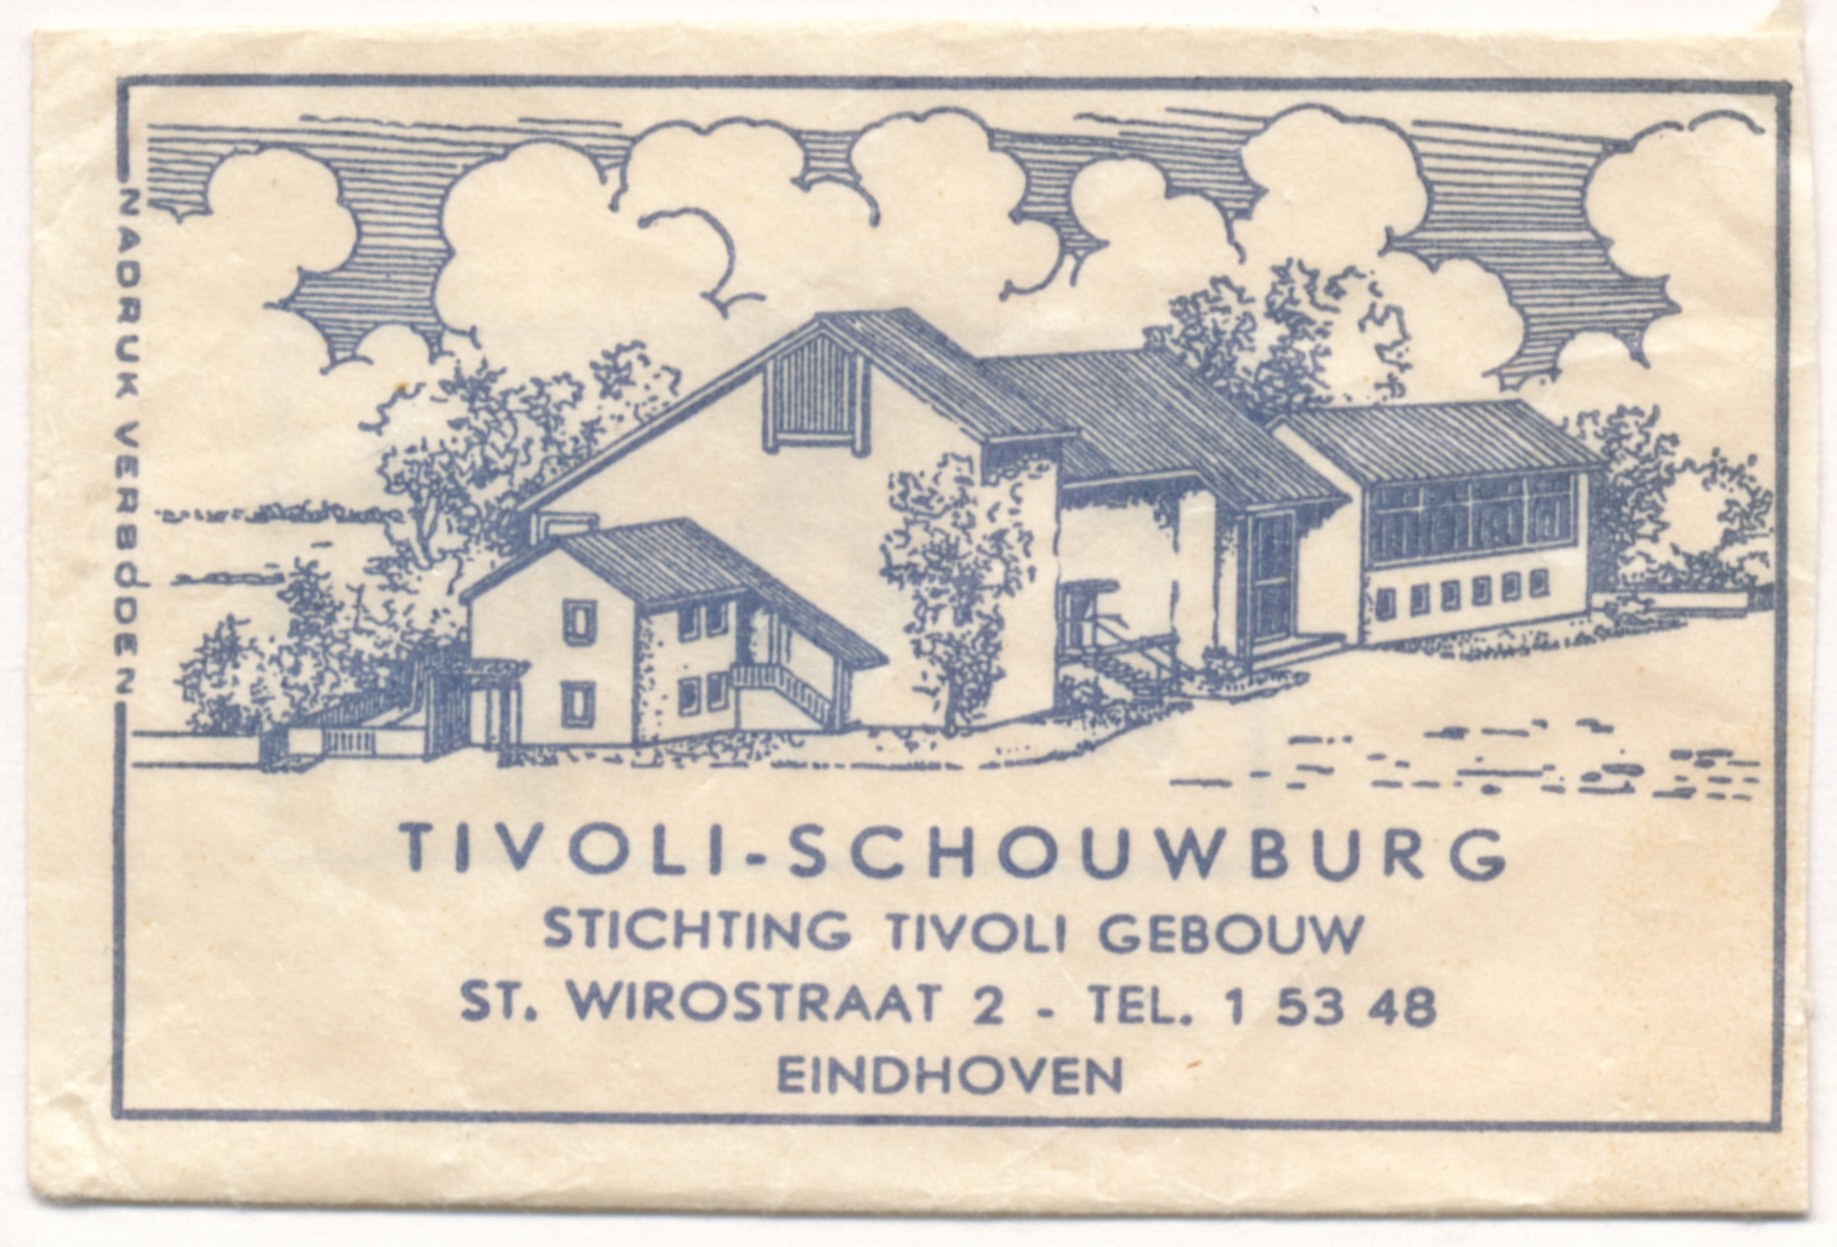 NADRUK VERBODEN
TIVOLI-SCHOUWBURG
STICHTING TIVOLI GEBOUW
ST. WIROSTRAAT 2 - TEL. 1 53 48
EINDHOVEN